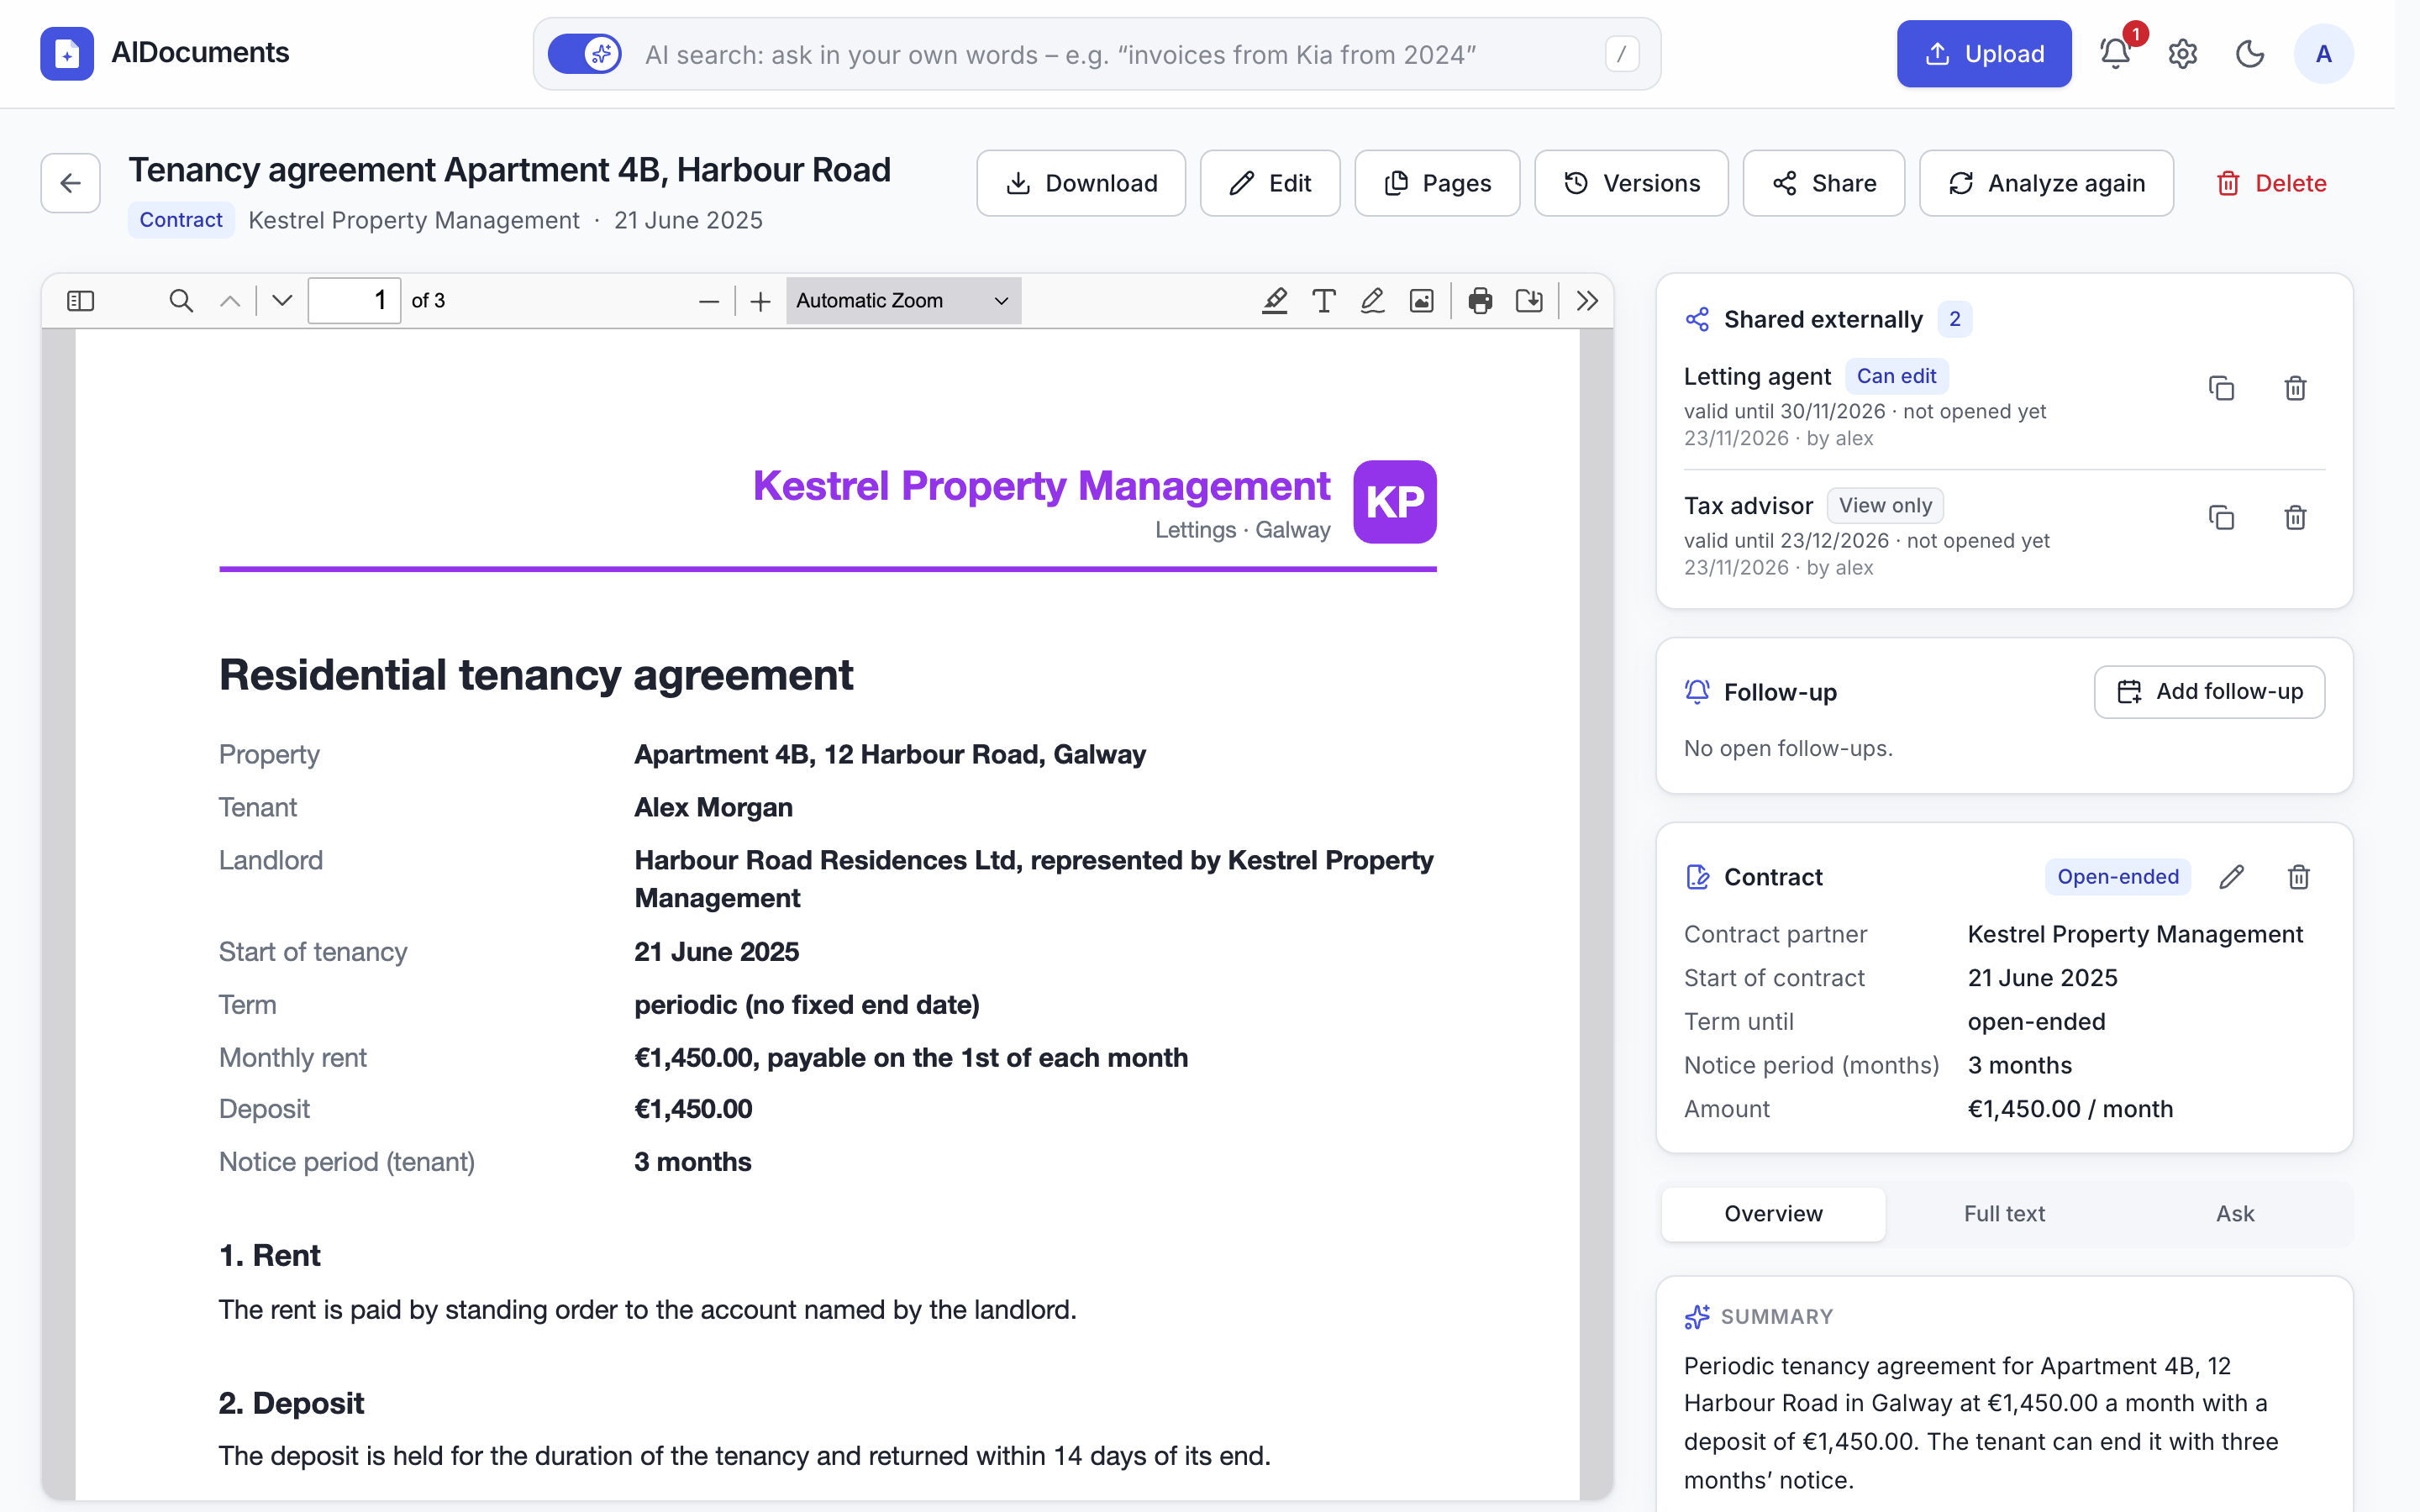 AIDocuments
AI search: ask in your own words – e.g. “invoices from Kia from 2024”
/
Upload
1
A
Tenancy agreement Apartment 4B, Harbour Road
Contract Kestrel Property Management · 21 June 2025
Download
Edit
Pages
Versions
Share
Analyze again
Delete
1 of 3
Automatic Zoom
Kestrel Property Management
Lettings · Galway
KP
Residential tenancy agreement
Property Apartment 4B, 12 Harbour Road, Galway
Tenant Alex Morgan
Landlord Harbour Road Residences Ltd, represented by Kestrel Property
Management
Start of tenancy 21 June 2025
Term periodic (no fixed end date)
Monthly rent €1,450.00, payable on the 1st of each month
Deposit €1,450.00
Notice period (tenant) 3 months
1. Rent
The rent is paid by standing order to the account named by the landlord.
2. Deposit
The deposit is held for the duration of the tenancy and returned within 14 days of its end.
Shared externally 2
Letting agent Can edit
valid until 30/11/2026 · not opened yet
23/11/2026 · by alex
Tax advisor View only
valid until 23/12/2026 · not opened yet
23/11/2026 · by alex
Follow-up
Add follow-up
No open follow-ups.
Contract Open-ended
Contract partner Kestrel Property Management
Start of contract 21 June 2025
Term until open-ended
Notice period (months) 3 months
Amount €1,450.00 / month
Overview
Full text
Ask
SUMMARY
Periodic tenancy agreement for Apartment 4B, 12
Harbour Road in Galway at €1,450.00 a month with a
deposit of €1,450.00. The tenant can end it with three
months’ notice.